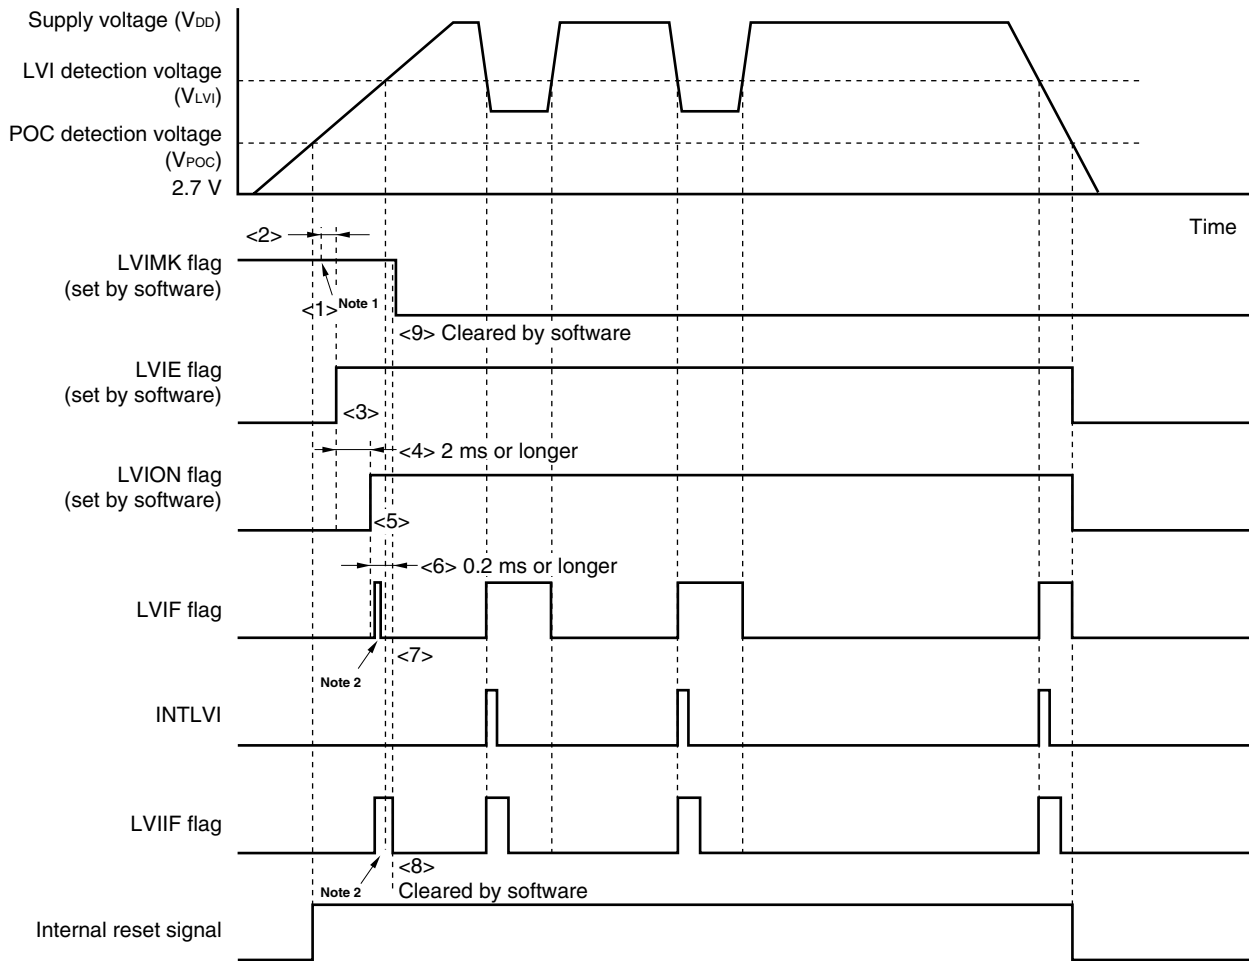 Supply voltage (VDD)
LVI detection voltage
(VLVI)
POC detection voltage
(VPOC)
2.7 V
Time
<2>
LVIMK flag
(set by software)
<1> Note 1
<9> Cleared by software
LVIE flag
(set by software)
<3>
<4> 2 ms or longer
LVION flag
(set by software)
<5>
<6> 0.2 ms or longer
LVIF flag
<7>
Note 2
INTLVI
LVIIF flag
<8>
Note 2
Cleared by software
Internal reset signal